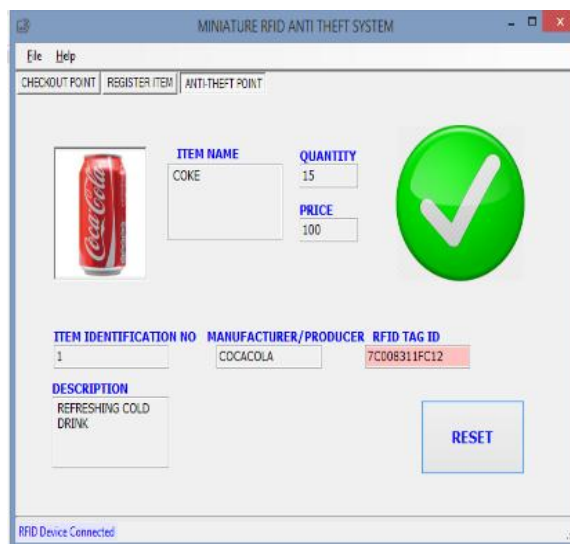 MINIATURE RFID ANTI THEFT SYSTEM
File Help
CHECKOUT POINT REGISTER ITEM ANTI-THEFT POINT
ITEM NAME
COKE
QUANTITY
15
PRICE
100
Coca-Cola
ITEM IDENTIFICATION NO MANUFACTURER/PRODUCER RFID TAG ID
1 COCACOLA 7C008311FC12
DESCRIPTION
REFRESHING COLD
DRINK
RESET
RFID Device Connected